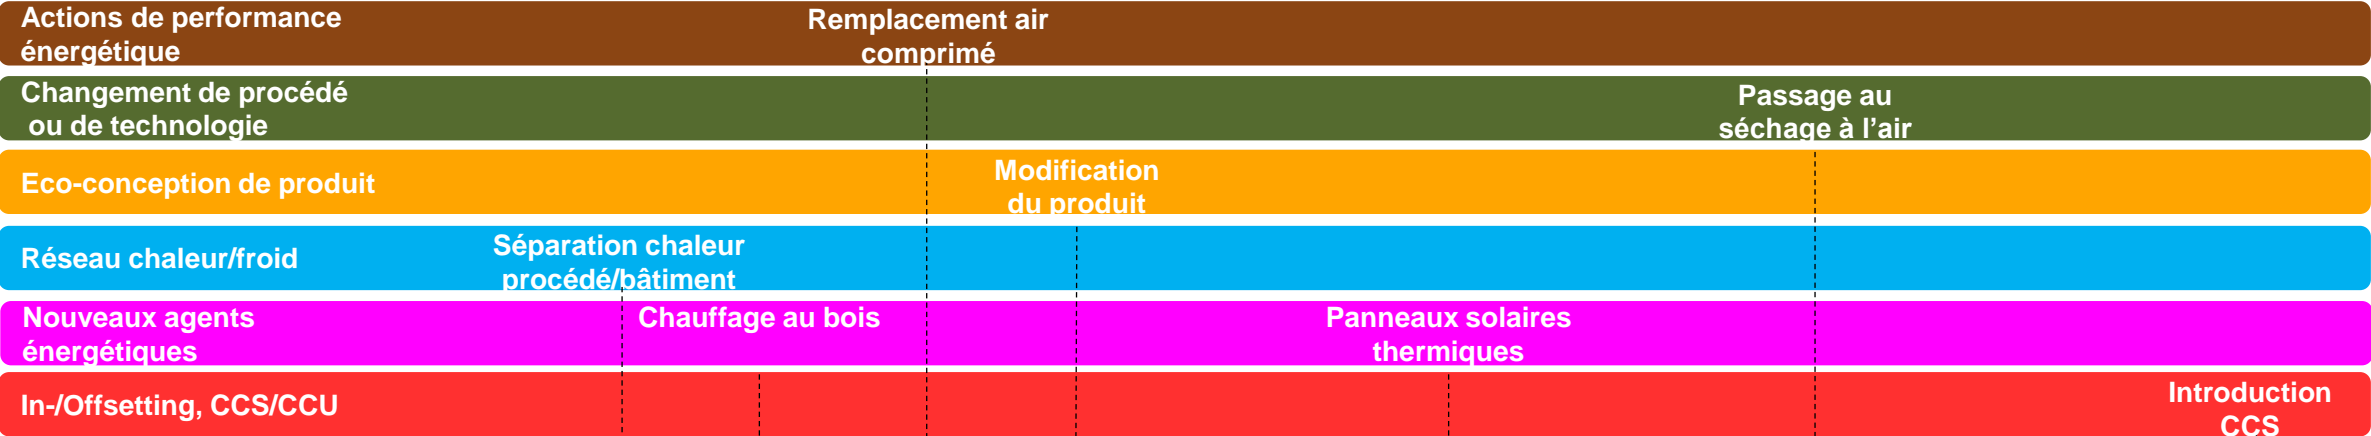 Actions de performance
énergétique
Remplacement air
comprimé
Changement de procédé
ou de technologie
Passage au
séchage à l’air
Eco-conception de produit
Modification
du produit
Réseau chaleur/froid
Séparation chaleur
procédé/bâtiment
Nouveaux agents
énergétiques
Chauffage au bois
Panneaux solaires
thermiques
In-/Offsetting, CCS/CCU
Introduction
CCS